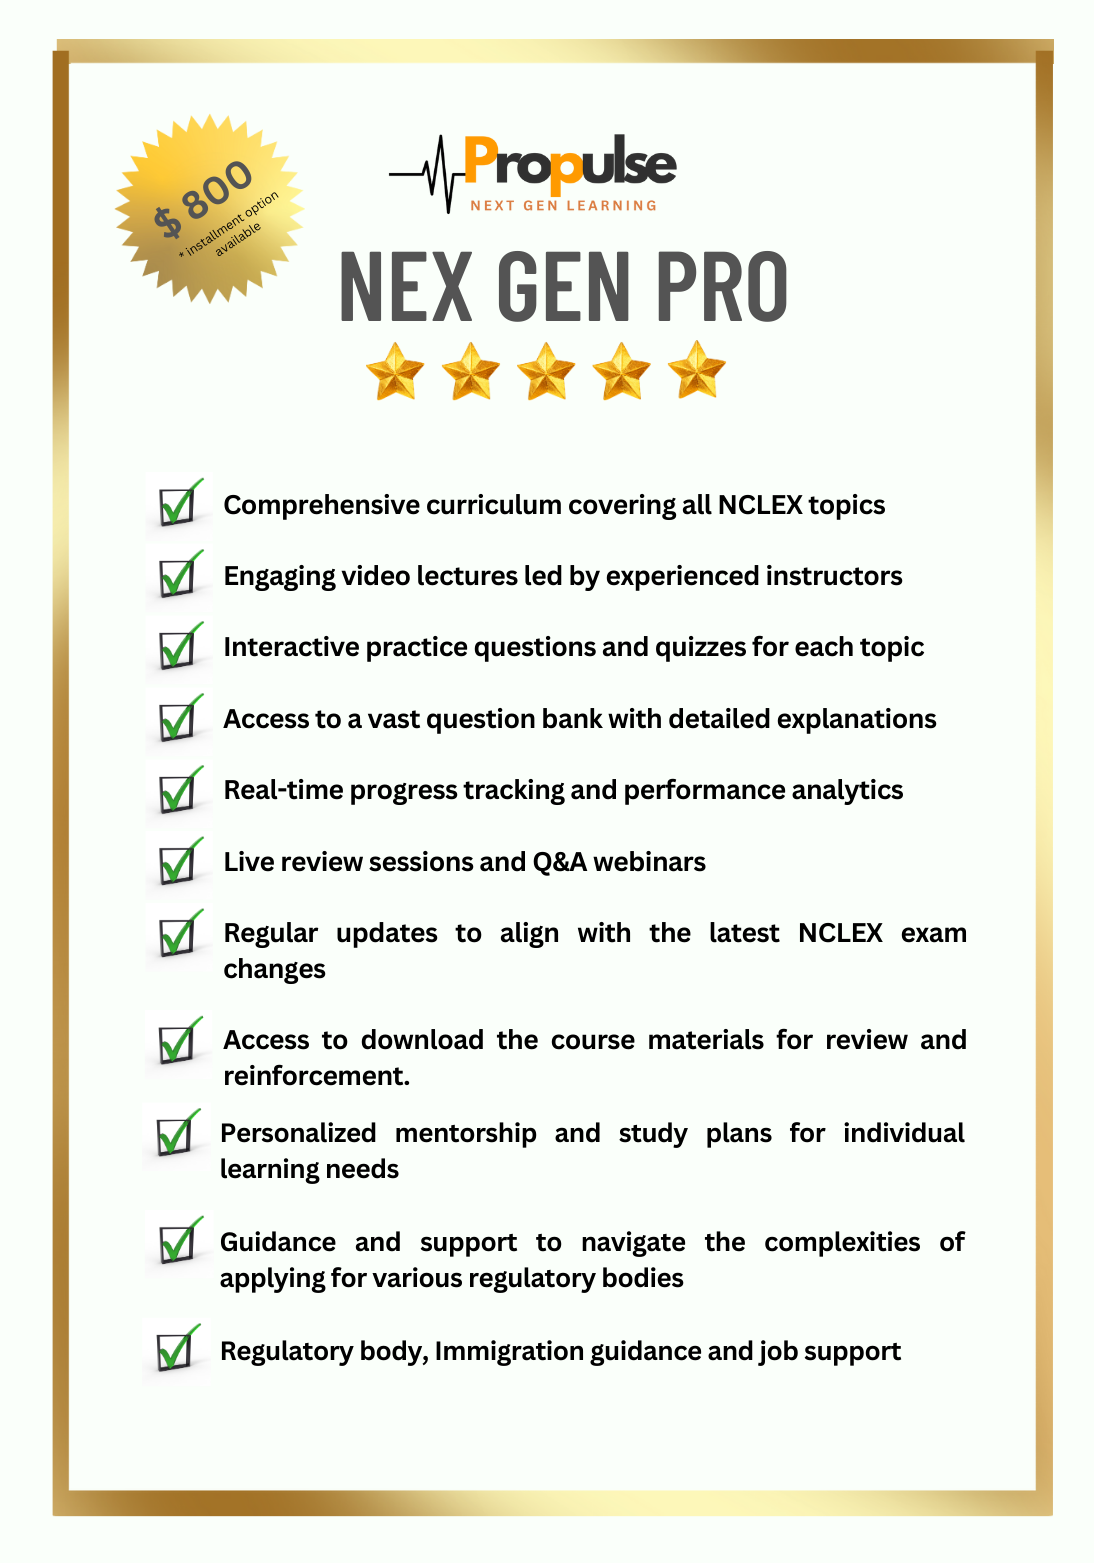 $ 800
* installment option
available
Propulse
NEXT GEN LEARNING
NEX GEN PRO
Comprehensive curriculum covering all NCLEX topics
Engaging video lectures led by experienced instructors
Interactive practice questions and quizzes for each topic
Access to a vast question bank with detailed explanations
Real-time progress tracking and performance analytics
Live review sessions and Q&A webinars
Regular updates to align with the latest NCLEX exam
changes
Access to download the course materials for review and
reinforcement.
Personalized mentorship and study plans for individual
learning needs
Guidance and support to navigate the complexities of
applying for various regulatory bodies
Regulatory body, Immigration guidance and job support